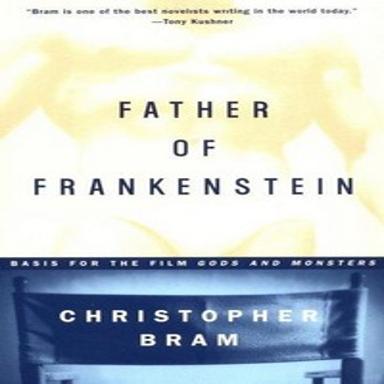 "Bram is one of the best novelists writing in the world today."
—Tony Kushner
FATHER
OF
FRANKENSTEIN
BASIS FOR THE FILM GODS AND MONSTERS
CHRISTOPHER
BRAM